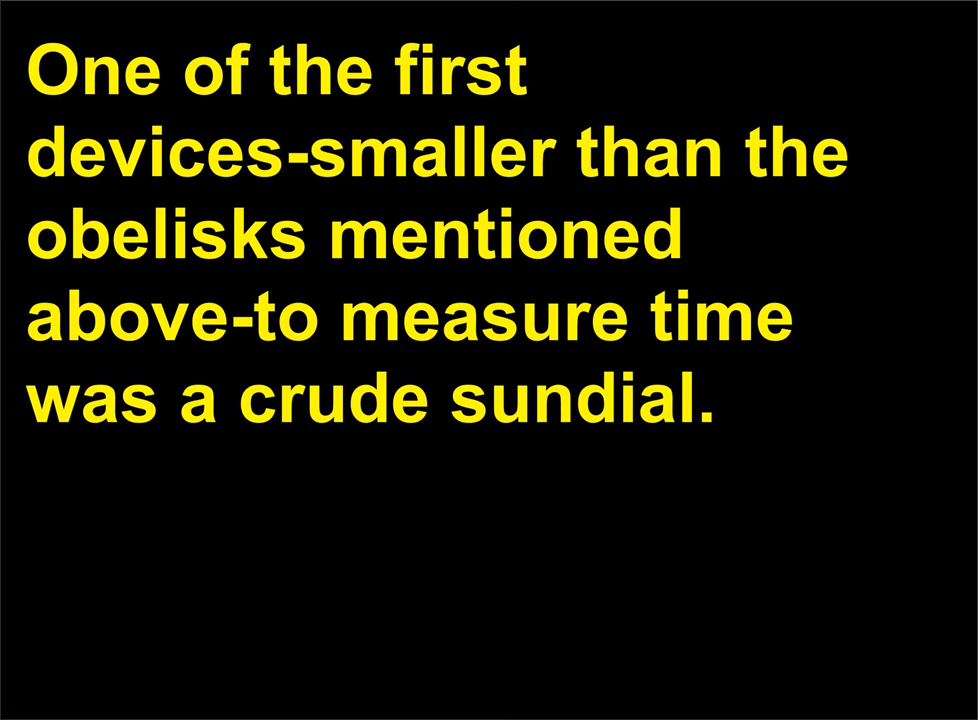 One of the first
devices-smaller than the
obelisks mentioned
above-to measure time
was a crude sundial.